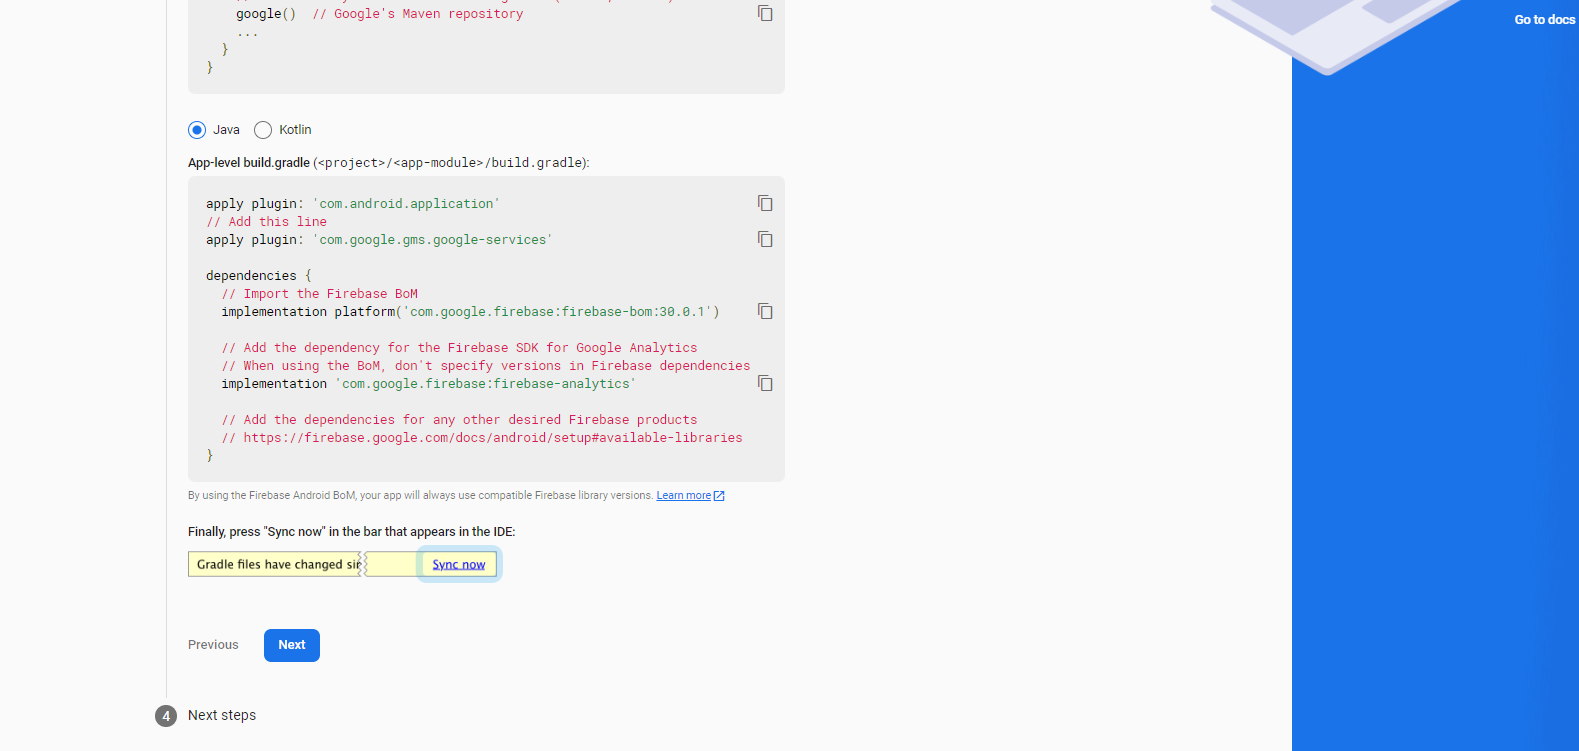 google()  // Google's Maven repository
...
}
}
Go to docs
Java
Kotlin
App-level build.gradle (<project>/<app-module>/build.gradle):
apply plugin: 'com.android.application'
// Add this line
apply plugin: 'com.google.gms.google-services'
dependencies {
// Import the Firebase BoM
implementation platform('com.google.firebase:firebase-bom:30.0.1')
// Add the dependency for the Firebase SDK for Google Analytics
// When using the BoM, don't specify versions in Firebase dependencies
implementation 'com.google.firebase:firebase-analytics'
// Add the dependencies for any other desired Firebase products
// https://firebase.google.com/docs/android/setup#available-libraries
}
By using the Firebase Android BoM, your app will always use compatible Firebase library versions. Learn more
Finally, press "Sync now" in the bar that appears in the IDE:
Gradle files have changed sin
Sync now
Previous
Next
4
Next steps